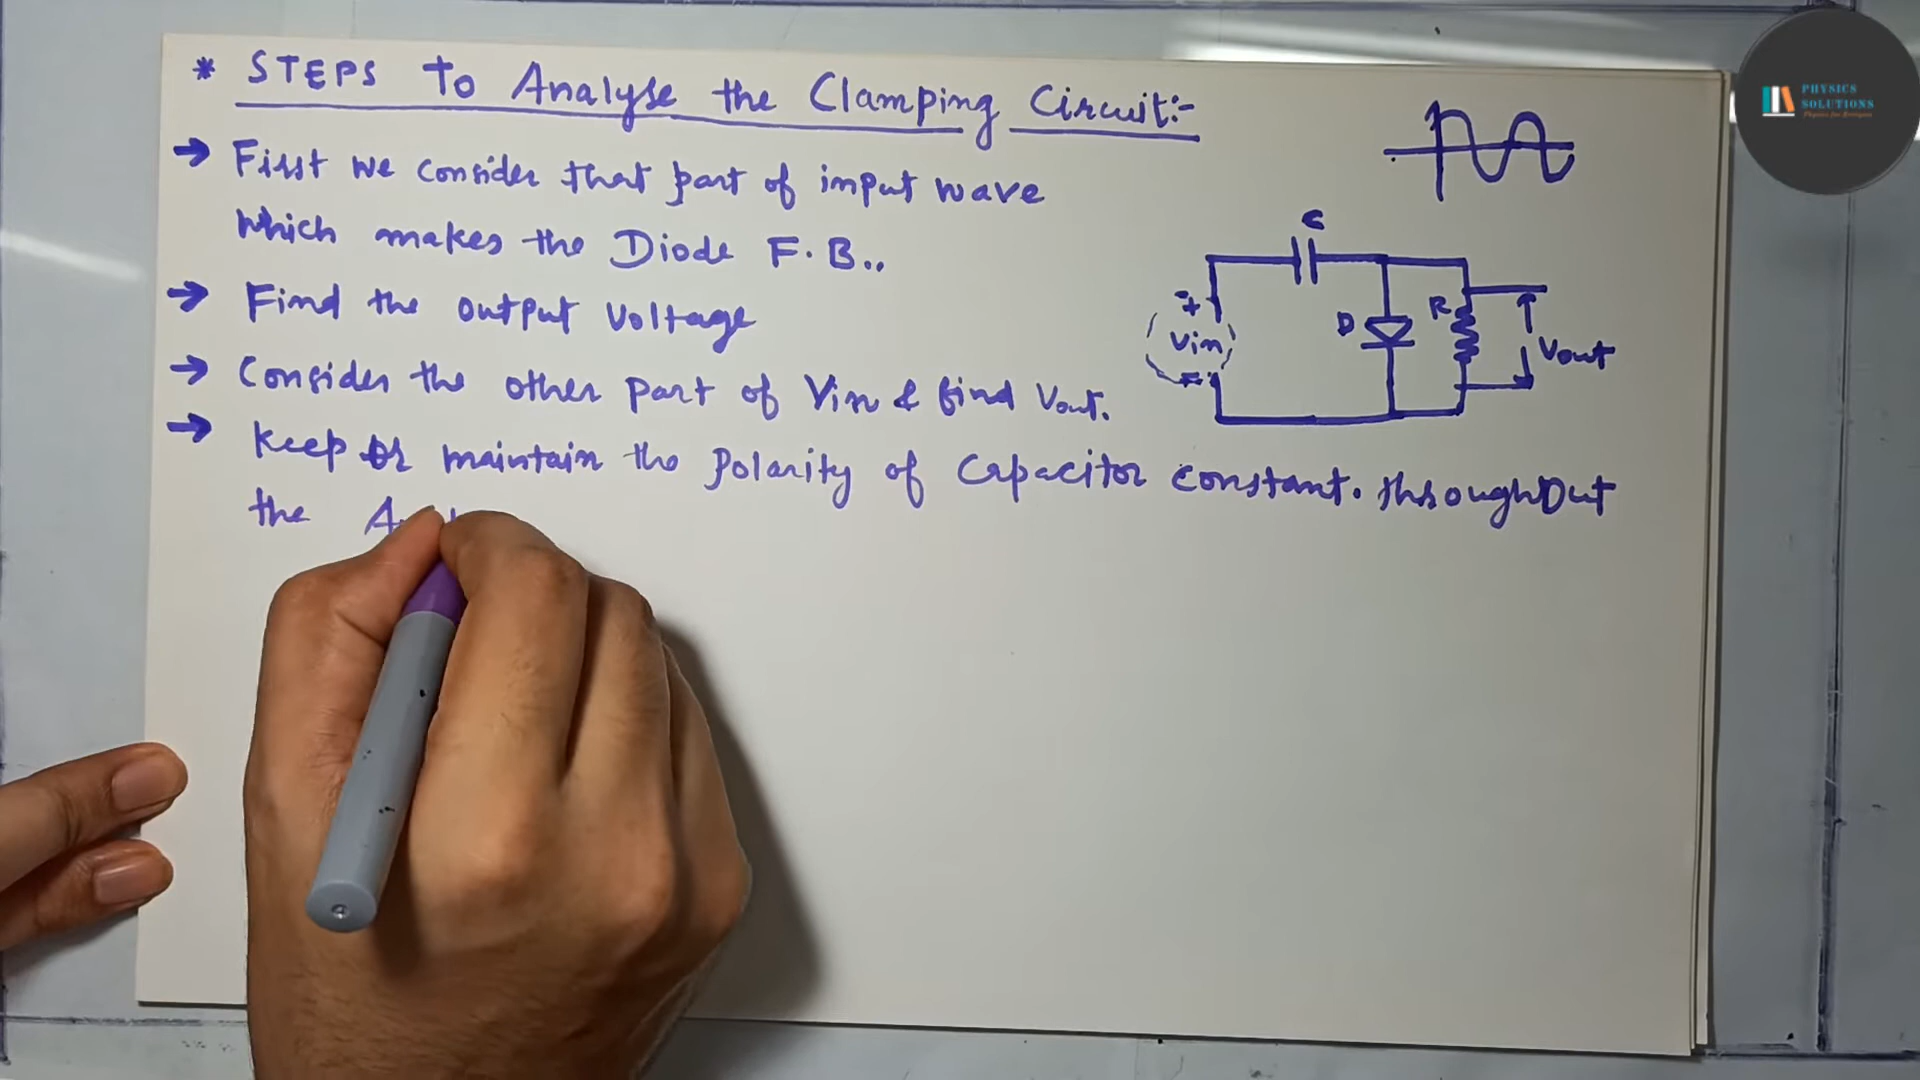 * STEPS To Analyse the Clamping Circuit:-
→ First we consider that part of input wave
which makes the Diode F.B..
→ Find the output voltage
→ Consider the other part of Vin & find Vout.
→ Keep or maintain the polarity of Capacitor constant. throughout
the
C
+
Vin
-
D
R
Vout
PHYSICS
SOLUTIONS